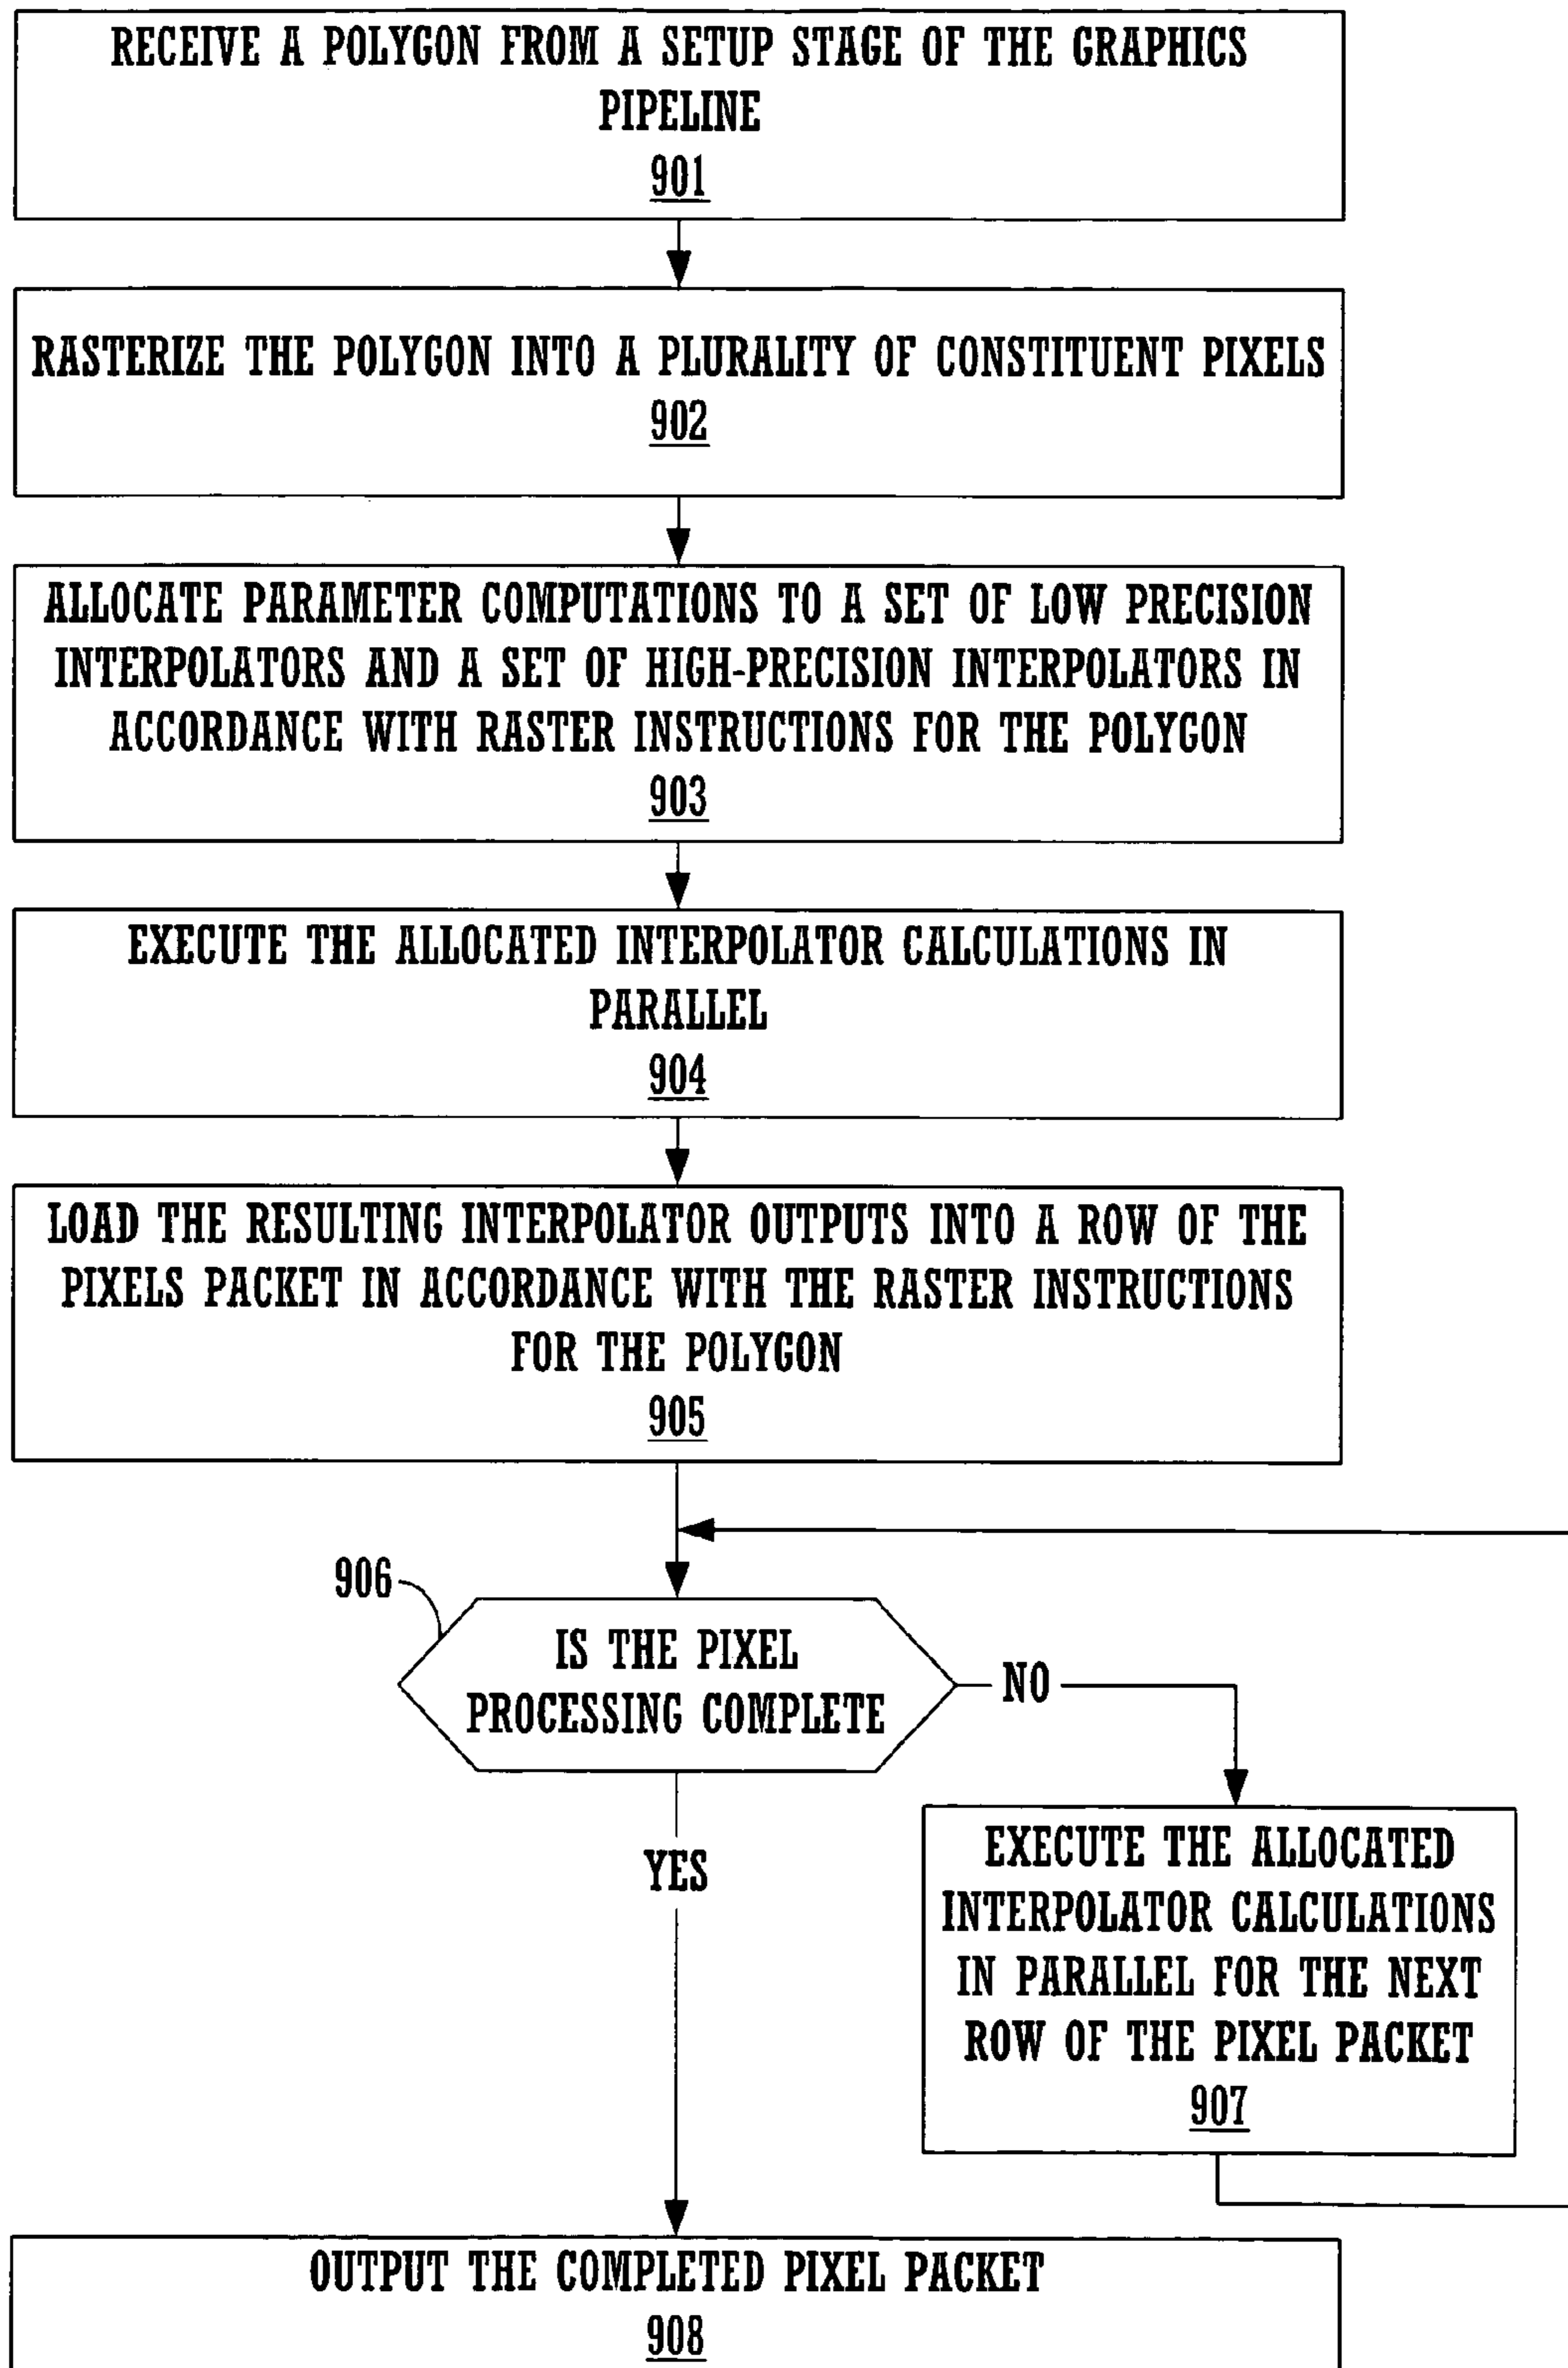 RECEIVE A POLYGON FROM A SETUP STAGE OF THE GRAPHICS
PIPELINE
901
RASTERIZE THE POLYGON INTO A PLURALITY OF CONSTITUENT PIXELS
902
ALLOCATE PARAMETER COMPUTATIONS TO A SET OF LOW PRECISION
INTERPOLATORS AND A SET OF HIGH-PRECISION INTERPOLATORS IN
ACCORDANCE WITH RASTER INSTRUCTIONS FOR THE POLYGON
903
EXECUTE THE ALLOCATED INTERPOLATOR CALCULATIONS IN
PARALLEL
904
LOAD THE RESULTING INTERPOLATOR OUTPUTS INTO A ROW OF THE
PIXELS PACKET IN ACCORDANCE WITH THE RASTER INSTRUCTIONS
FOR THE POLYGON
905
906
IS THE PIXEL
PROCESSING COMPLETE
NO
YES
EXECUTE THE ALLOCATED
INTERPOLATOR CALCULATIONS
IN PARALLEL FOR THE NEXT
ROW OF THE PIXEL PACKET
907
OUTPUT THE COMPLETED PIXEL PACKET
908